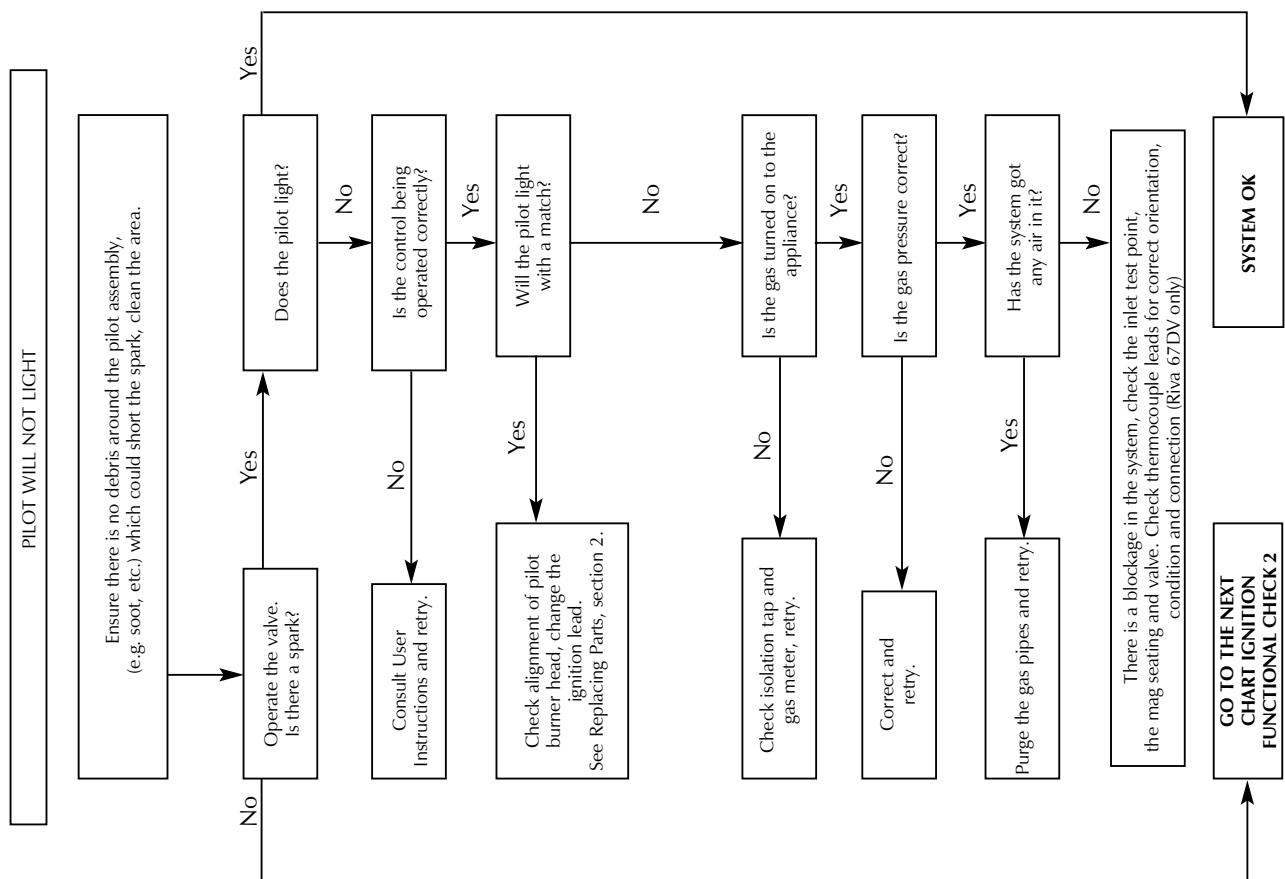 PILOT WILL NOT LIGHT
Ensure there is no debris around the pilot assembly,
(e.g. soot, etc.) which could short the spark, clean the area.
Operate the valve.
Is there a spark?
No
Yes
Does the pilot light?
Yes
No
Is the control being
operated correctly?
No
Consult User
Instructions and retry.
Yes
Will the pilot light
with a match?
Yes
Check alignment of pilot
burner head, change the
ignition lead.
See Replacing Parts, section 2.
No
Is the gas turned on to the
appliance?
No
Check isolation tap and
gas meter, retry.
Yes
Is the gas pressure correct?
No
Correct and
retry.
Yes
Has the system got
any air in it?
Yes
Purge the gas pipes and retry.
No
There is a blockage in the system, check the inlet test point,
the mag seating and valve. Check thermocouple leads for correct orientation,
condition and connection (Riva 67DV only)
GO TO THE NEXT
CHART IGNITION
FUNCTIONAL CHECK 2
SYSTEM OK